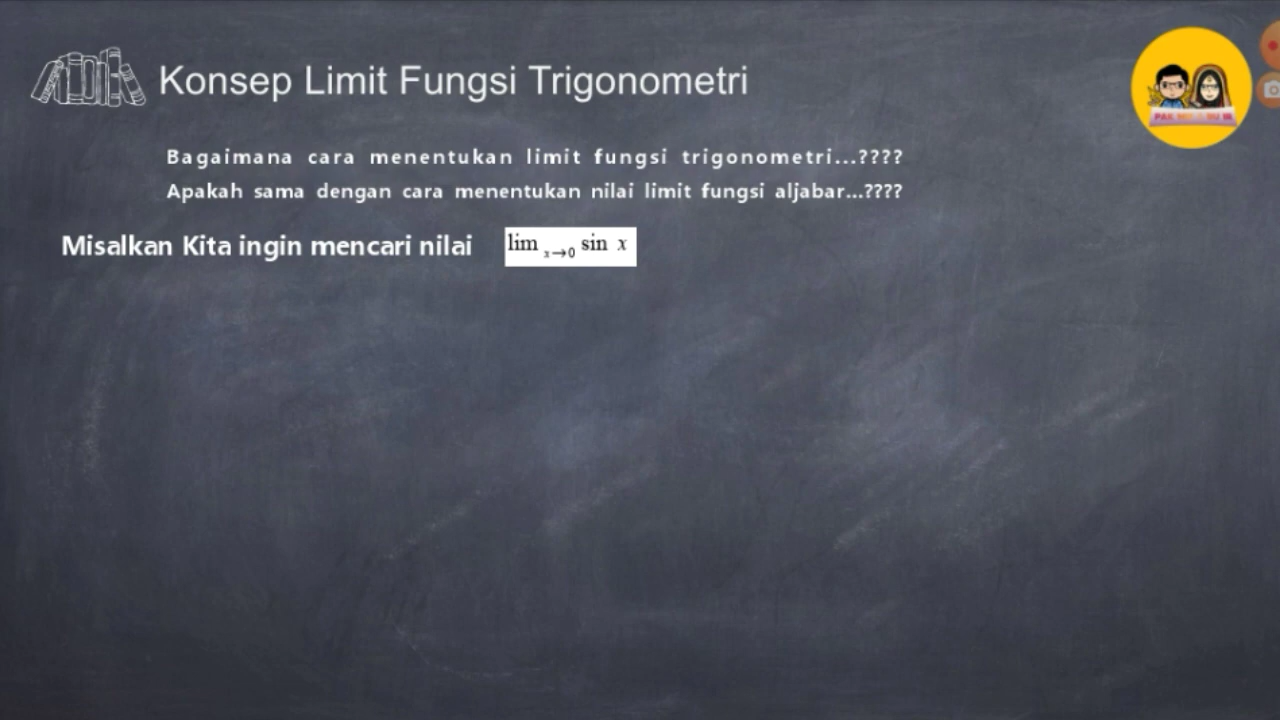 Konsep Limit Fungsi Trigonometri
Bagaimana cara menentukan limit fungsi trigonometri...????
Apakah sama dengan cara menentukan nilai limit fungsi aljabar...????
Misalkan Kita ingin mencari nilai lim x→0 sin x
PAK